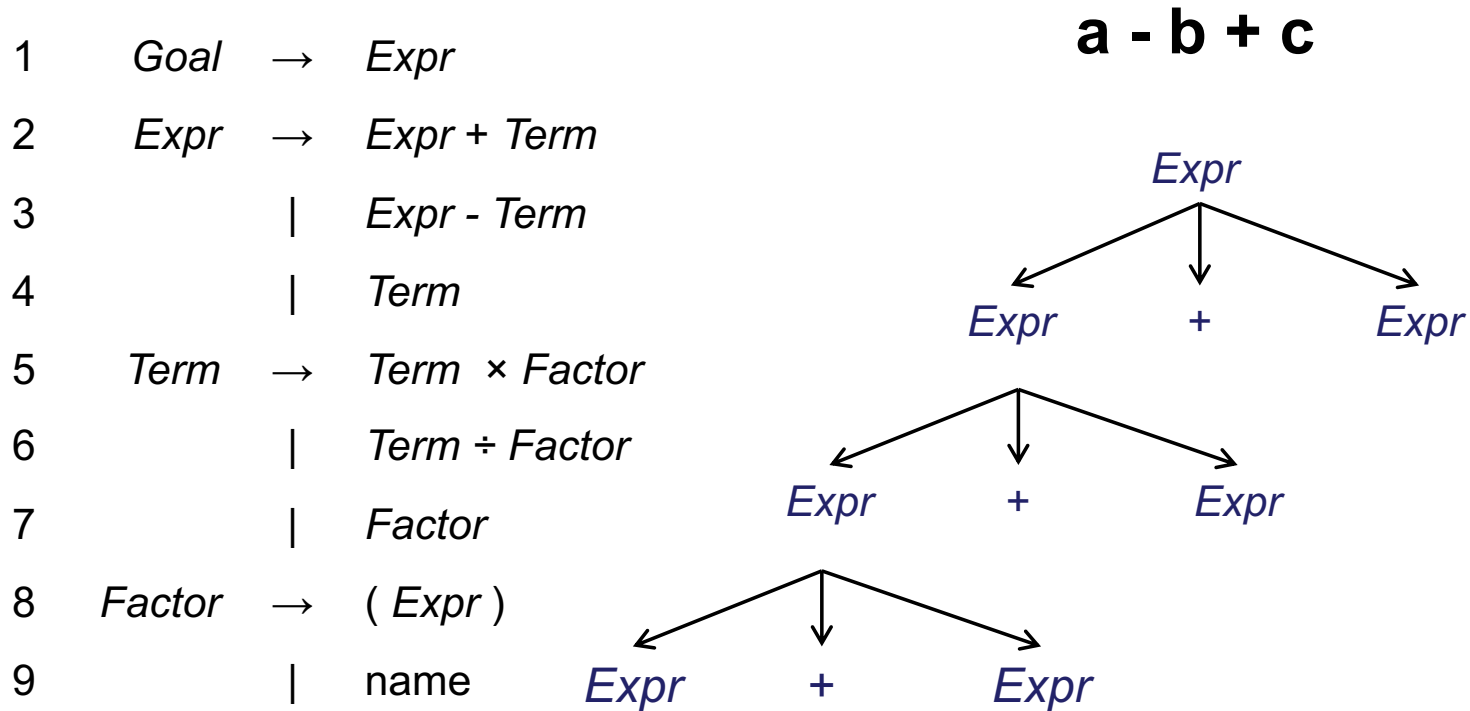 1 Goal → Expr
2 Expr → Expr + Term
3 | Expr - Term
4 | Term
5 Term → Term × Factor
6 | Term ÷ Factor
7 | Factor
8 Factor → ( Expr )
9 | name
a - b + c
Expr
Expr + Expr
Expr + Expr
Expr + Expr